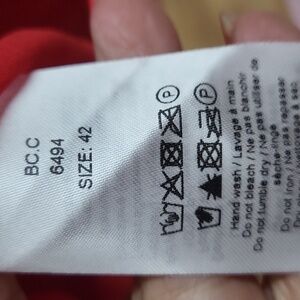 BC.C
6494
SIZE: 42
P
P
Hand wash / Lavage à main
Do not bleach / Ne pas blanchir
Do not tumble dry / Ne pas utiliser de
sèche-linge
Do not iron / Ne pas repasser